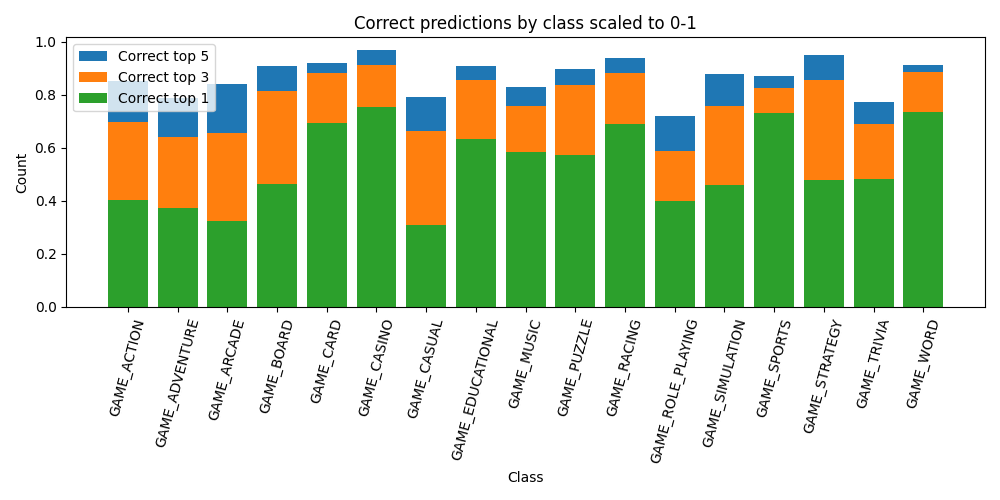 Correct predictions by class scaled to 0-1
Correct top 5
Correct top 3
Correct top 1
Count
1.0
0.8
0.6
0.4
0.2
0.0
GAME_ACTION
GAME_ADVENTURE
GAME_ARCADE
GAME_BOARD
GAME_CARD
GAME_CASINO
GAME_CASUAL
GAME_EDUCATIONAL
GAME_MUSIC
GAME_PUZZLE
GAME_RACING
GAME_ROLE_PLAYING
GAME_SIMULATION
GAME_SPORTS
GAME_STRATEGY
GAME_TRIVIA
GAME_WORD
Class